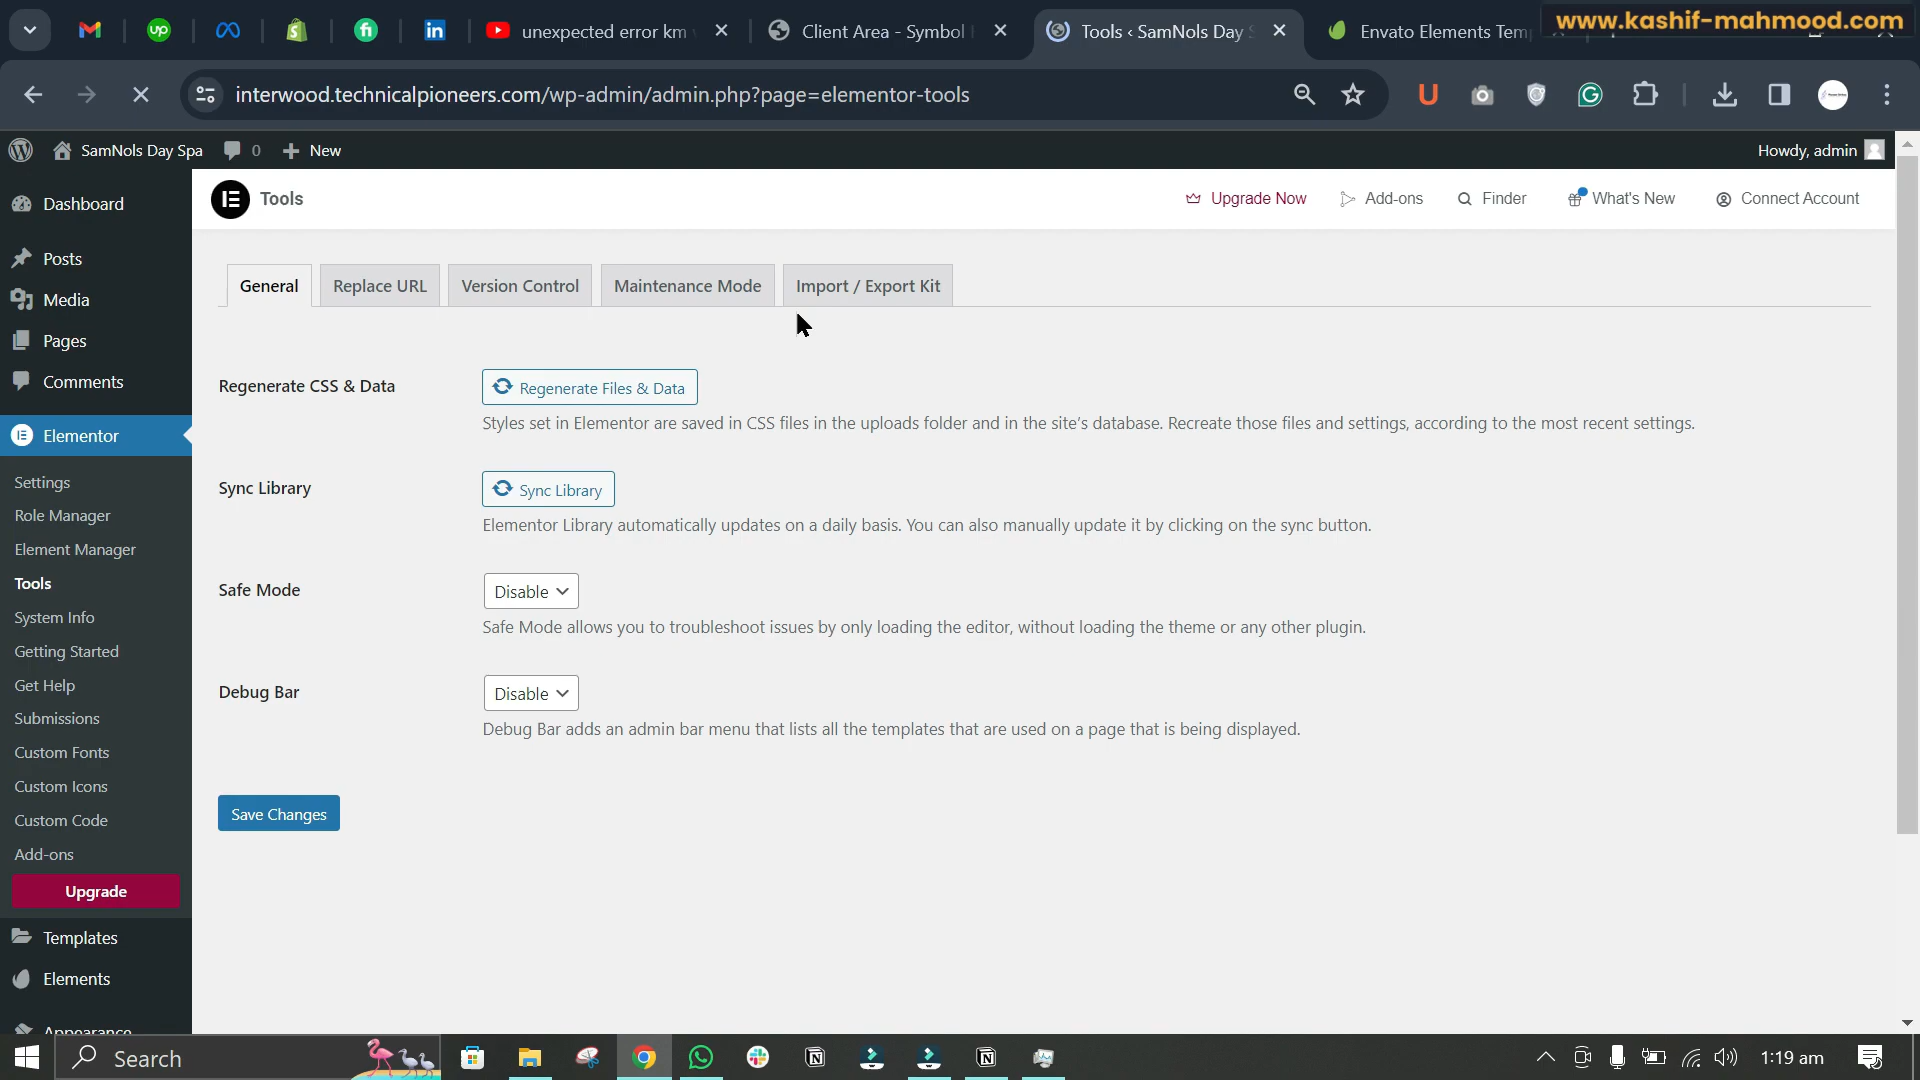 unexpected error km
Client Area - Symbol
Tools ‹ SamNols Day S
Envato Elements Tem
www.kashif-mahmood.com
interwood.technicalpioneers.com/wp-admin/admin.php?page=elementor-tools
SamNols Day Spa
0
New
Howdy, admin
Dashboard
Posts
Media
Pages
Comments
Elementor
Settings
Role Manager
Element Manager
Tools
System Info
Getting Started
Get Help
Submissions
Custom Fonts
Custom Icons
Custom Code
Add-ons
Upgrade
Templates
Elements
Appearance
Tools
Upgrade Now
Add-ons
Finder
What's New
Connect Account
General
Replace URL
Version Control
Maintenance Mode
Import / Export Kit
Regenerate CSS & Data
Regenerate Files & Data
Styles set in Elementor are saved in CSS files in the uploads folder and in the site's database. Recreate those files and settings, according to the most recent settings.
Sync Library
Sync Library
Elementor Library automatically updates on a daily basis. You can also manually update it by clicking on the sync button.
Safe Mode
Disable
Safe Mode allows you to troubleshoot issues by only loading the editor, without loading the theme or any other plugin.
Debug Bar
Disable
Debug Bar adds an admin bar menu that lists all the templates that are used on a page that is being displayed.
Save Changes
Search
1:19 am